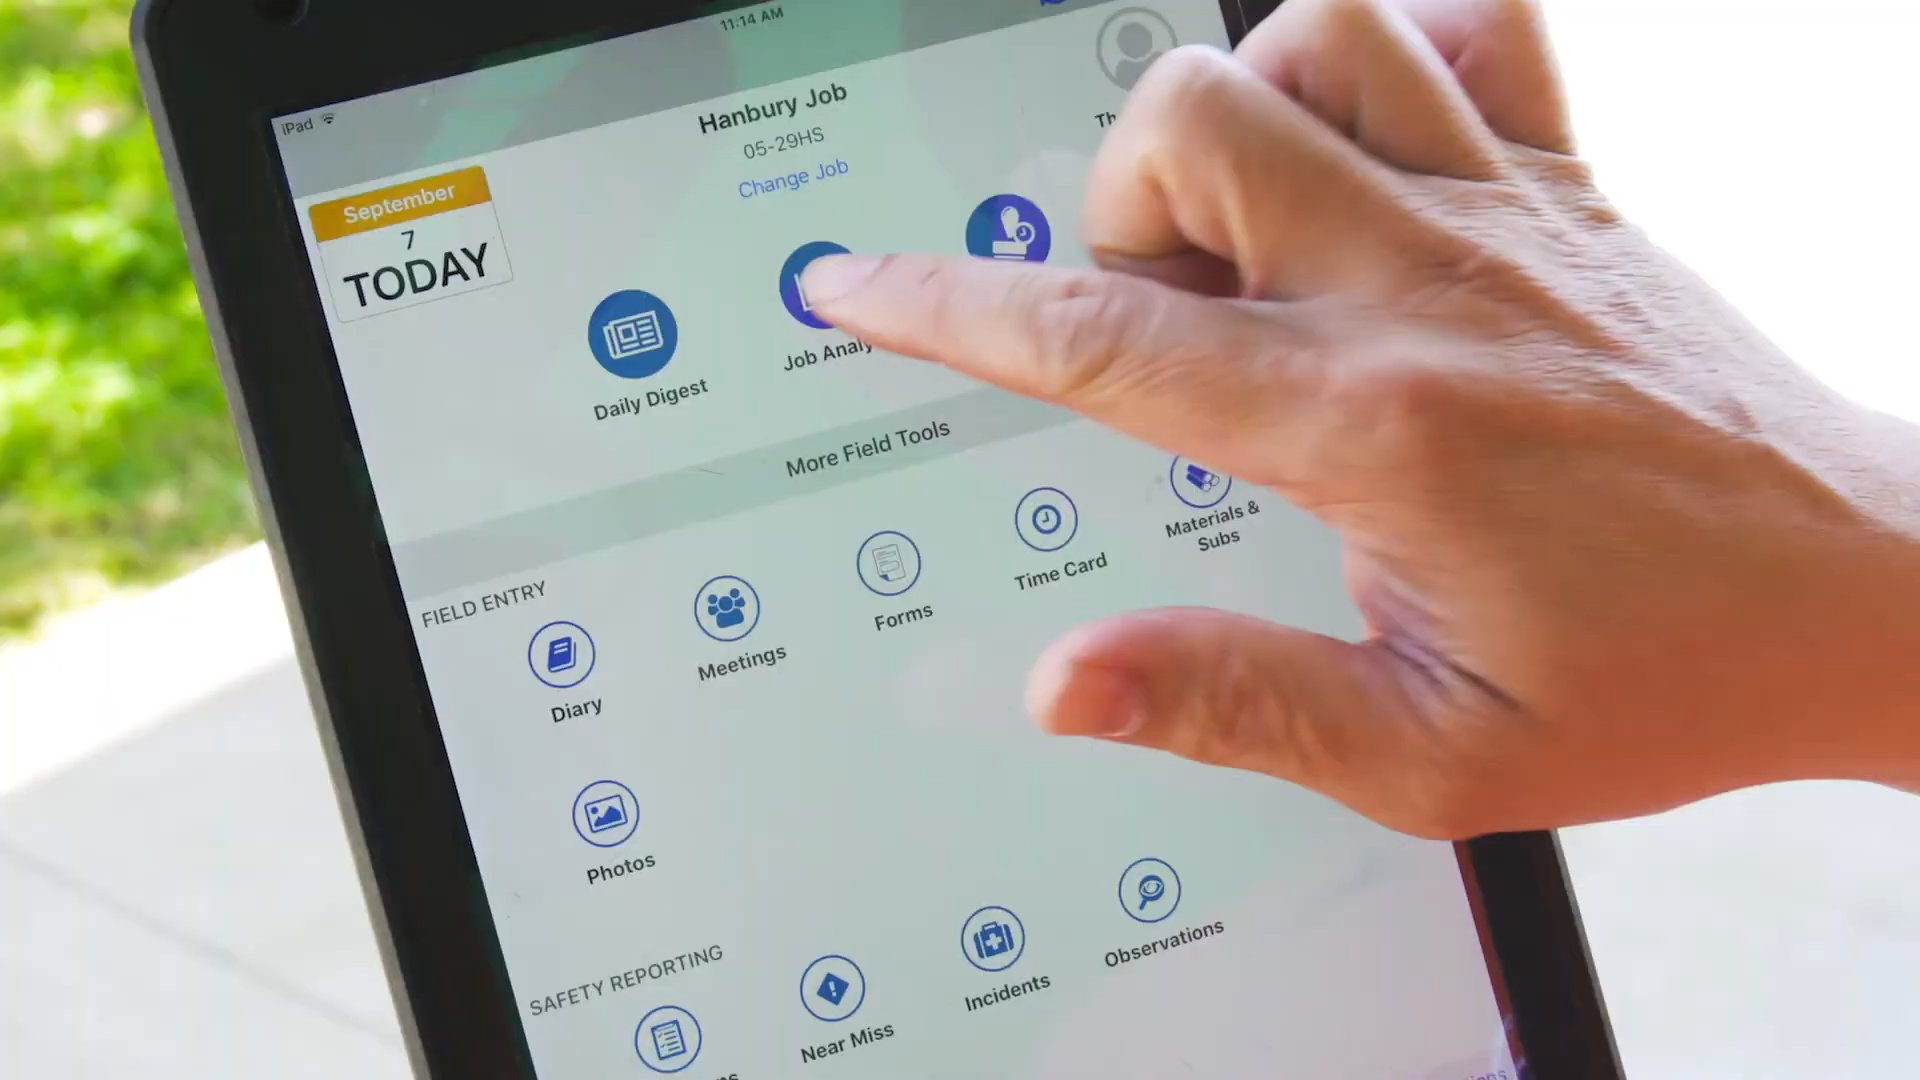 11:14 AM
iPad
Hanbury Job
05-29HS
Change Job
September
7
TODAY
Daily Digest
Job
More Field Tools
FIELD ENTRY
Diary
Meetings
Forms
Time Card
Materials &
Subs
Photos
SAFETY REPORTING
Near Miss
Incidents
Observations